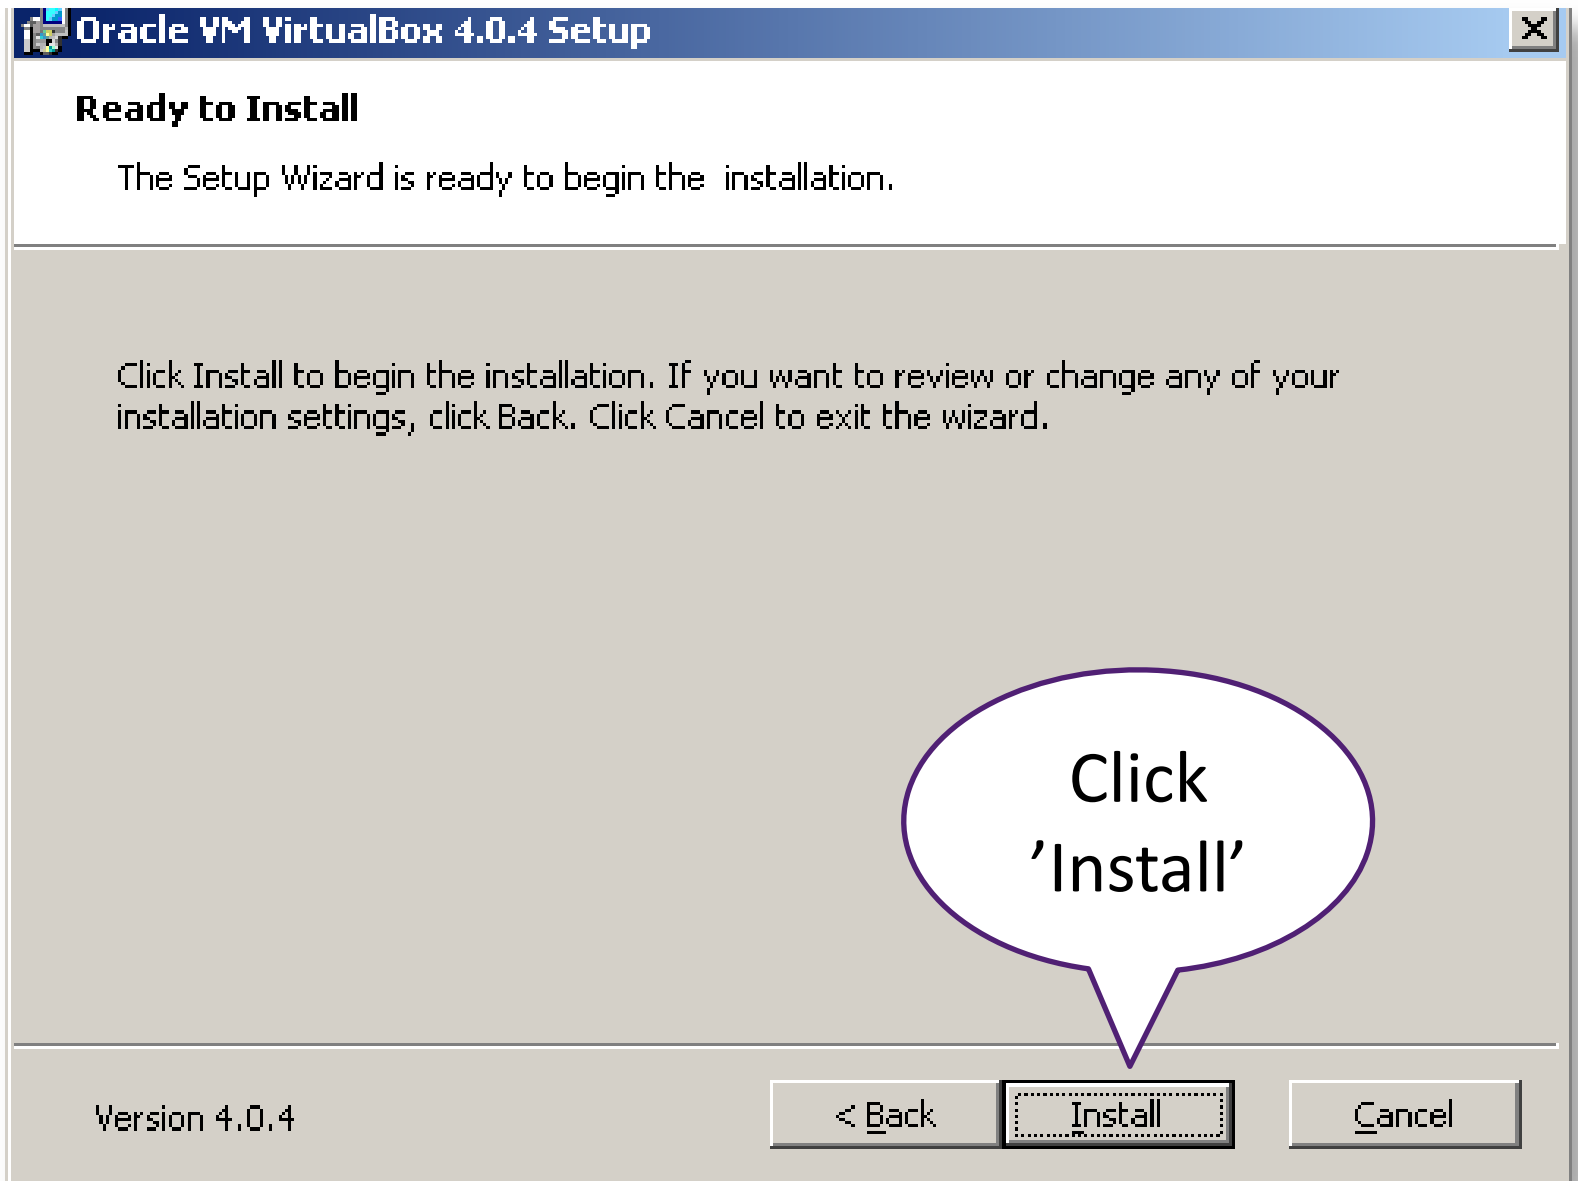 Oracle VM VirtualBox 4.0.4 Setup
Ready to Install
The Setup Wizard is ready to begin the  installation.
Click Install to begin the installation. If you want to review or change any of your
installation settings, click Back. Click Cancel to exit the wizard.
Click
’Install’
Version 4.0.4
< Back
Install
Cancel